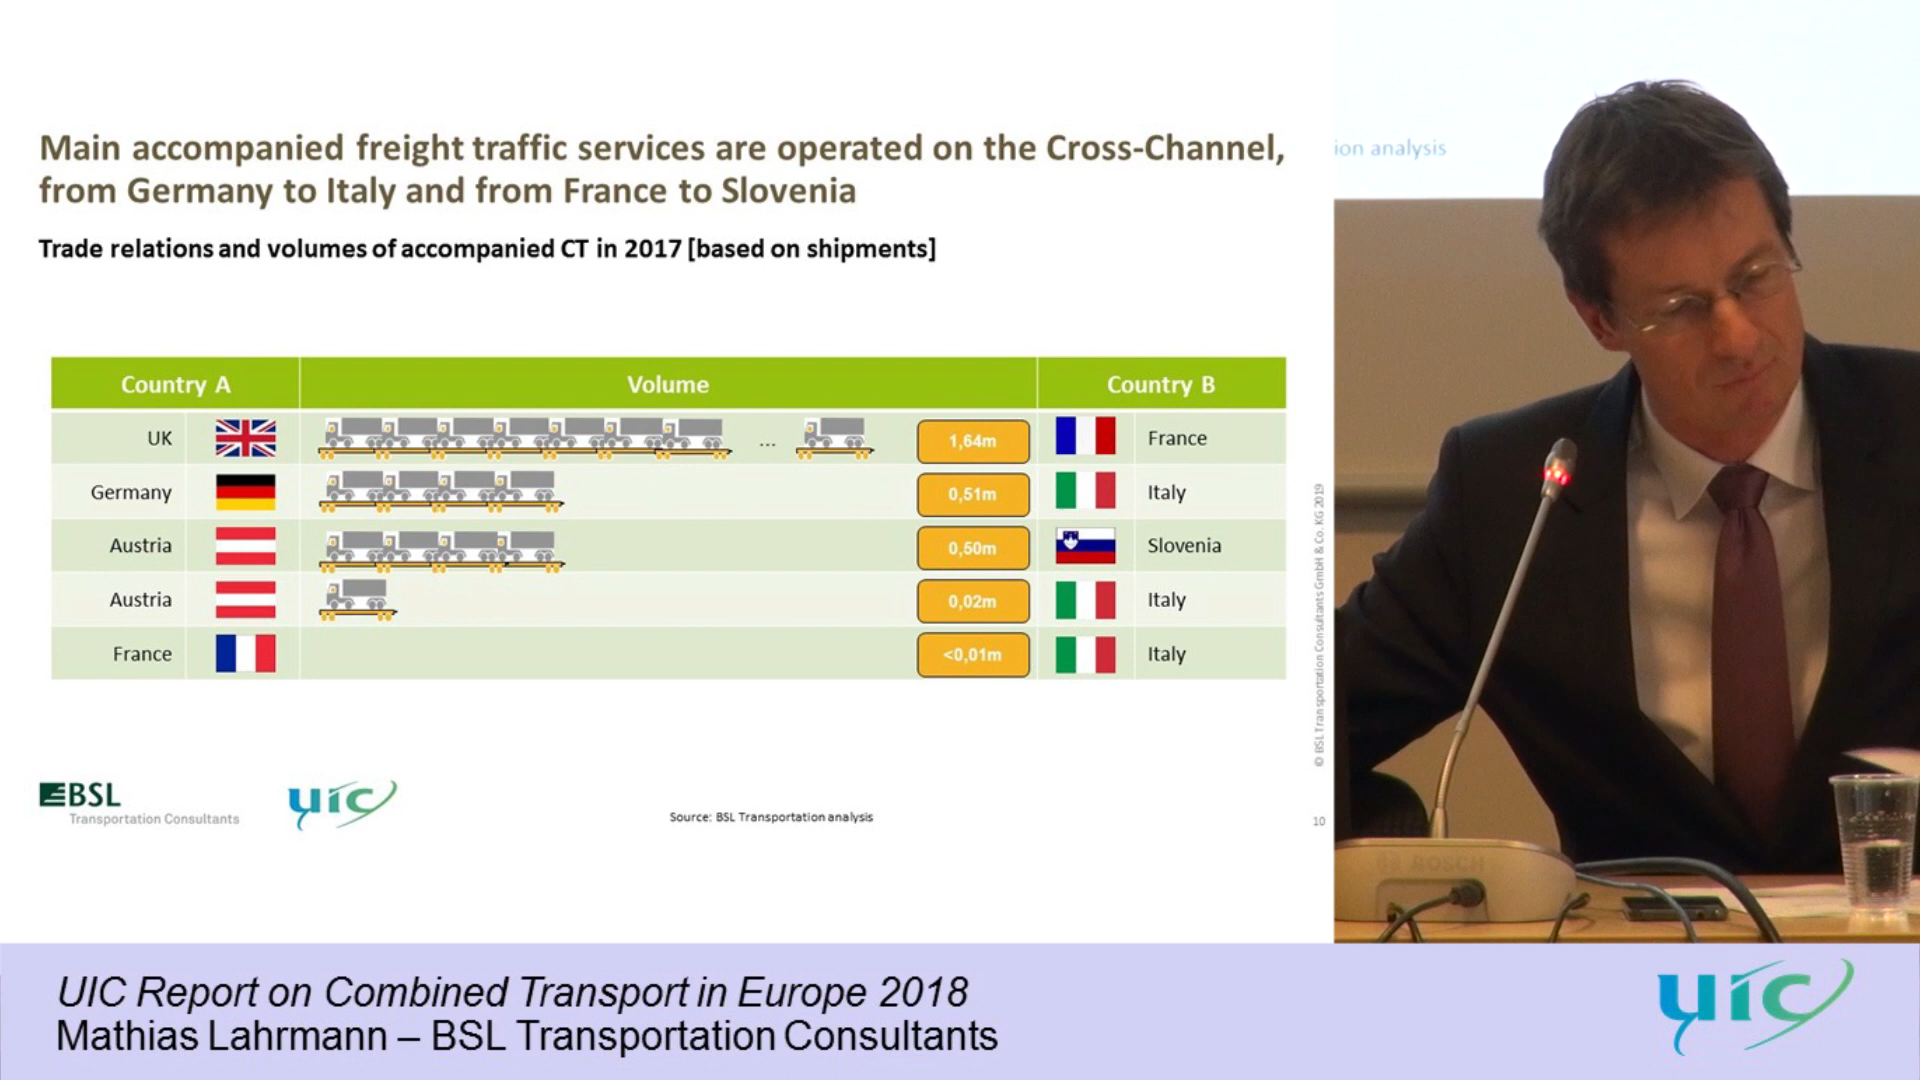 Main accompanied freight traffic services are operated on the Cross-Channel,
from Germany to Italy and from France to Slovenia
Trade relations and volumes of accompanied CT in 2017 [based on shipments]
ion analysis
Country A Volume Country B
UK ... 1,64m France
Germany 0,51m Italy
Austria 0,50m Slovenia
Austria 0,02m Italy
France <0,01m Italy
© BSL Transportation Consultants GmbH & Co. KG 2019
BSL
Transportation Consultants
uic
Source: BSL Transportation analysis
10
BOSCH
UIC Report on Combined Transport in Europe 2018
Mathias Lahrmann – BSL Transportation Consultants
uic